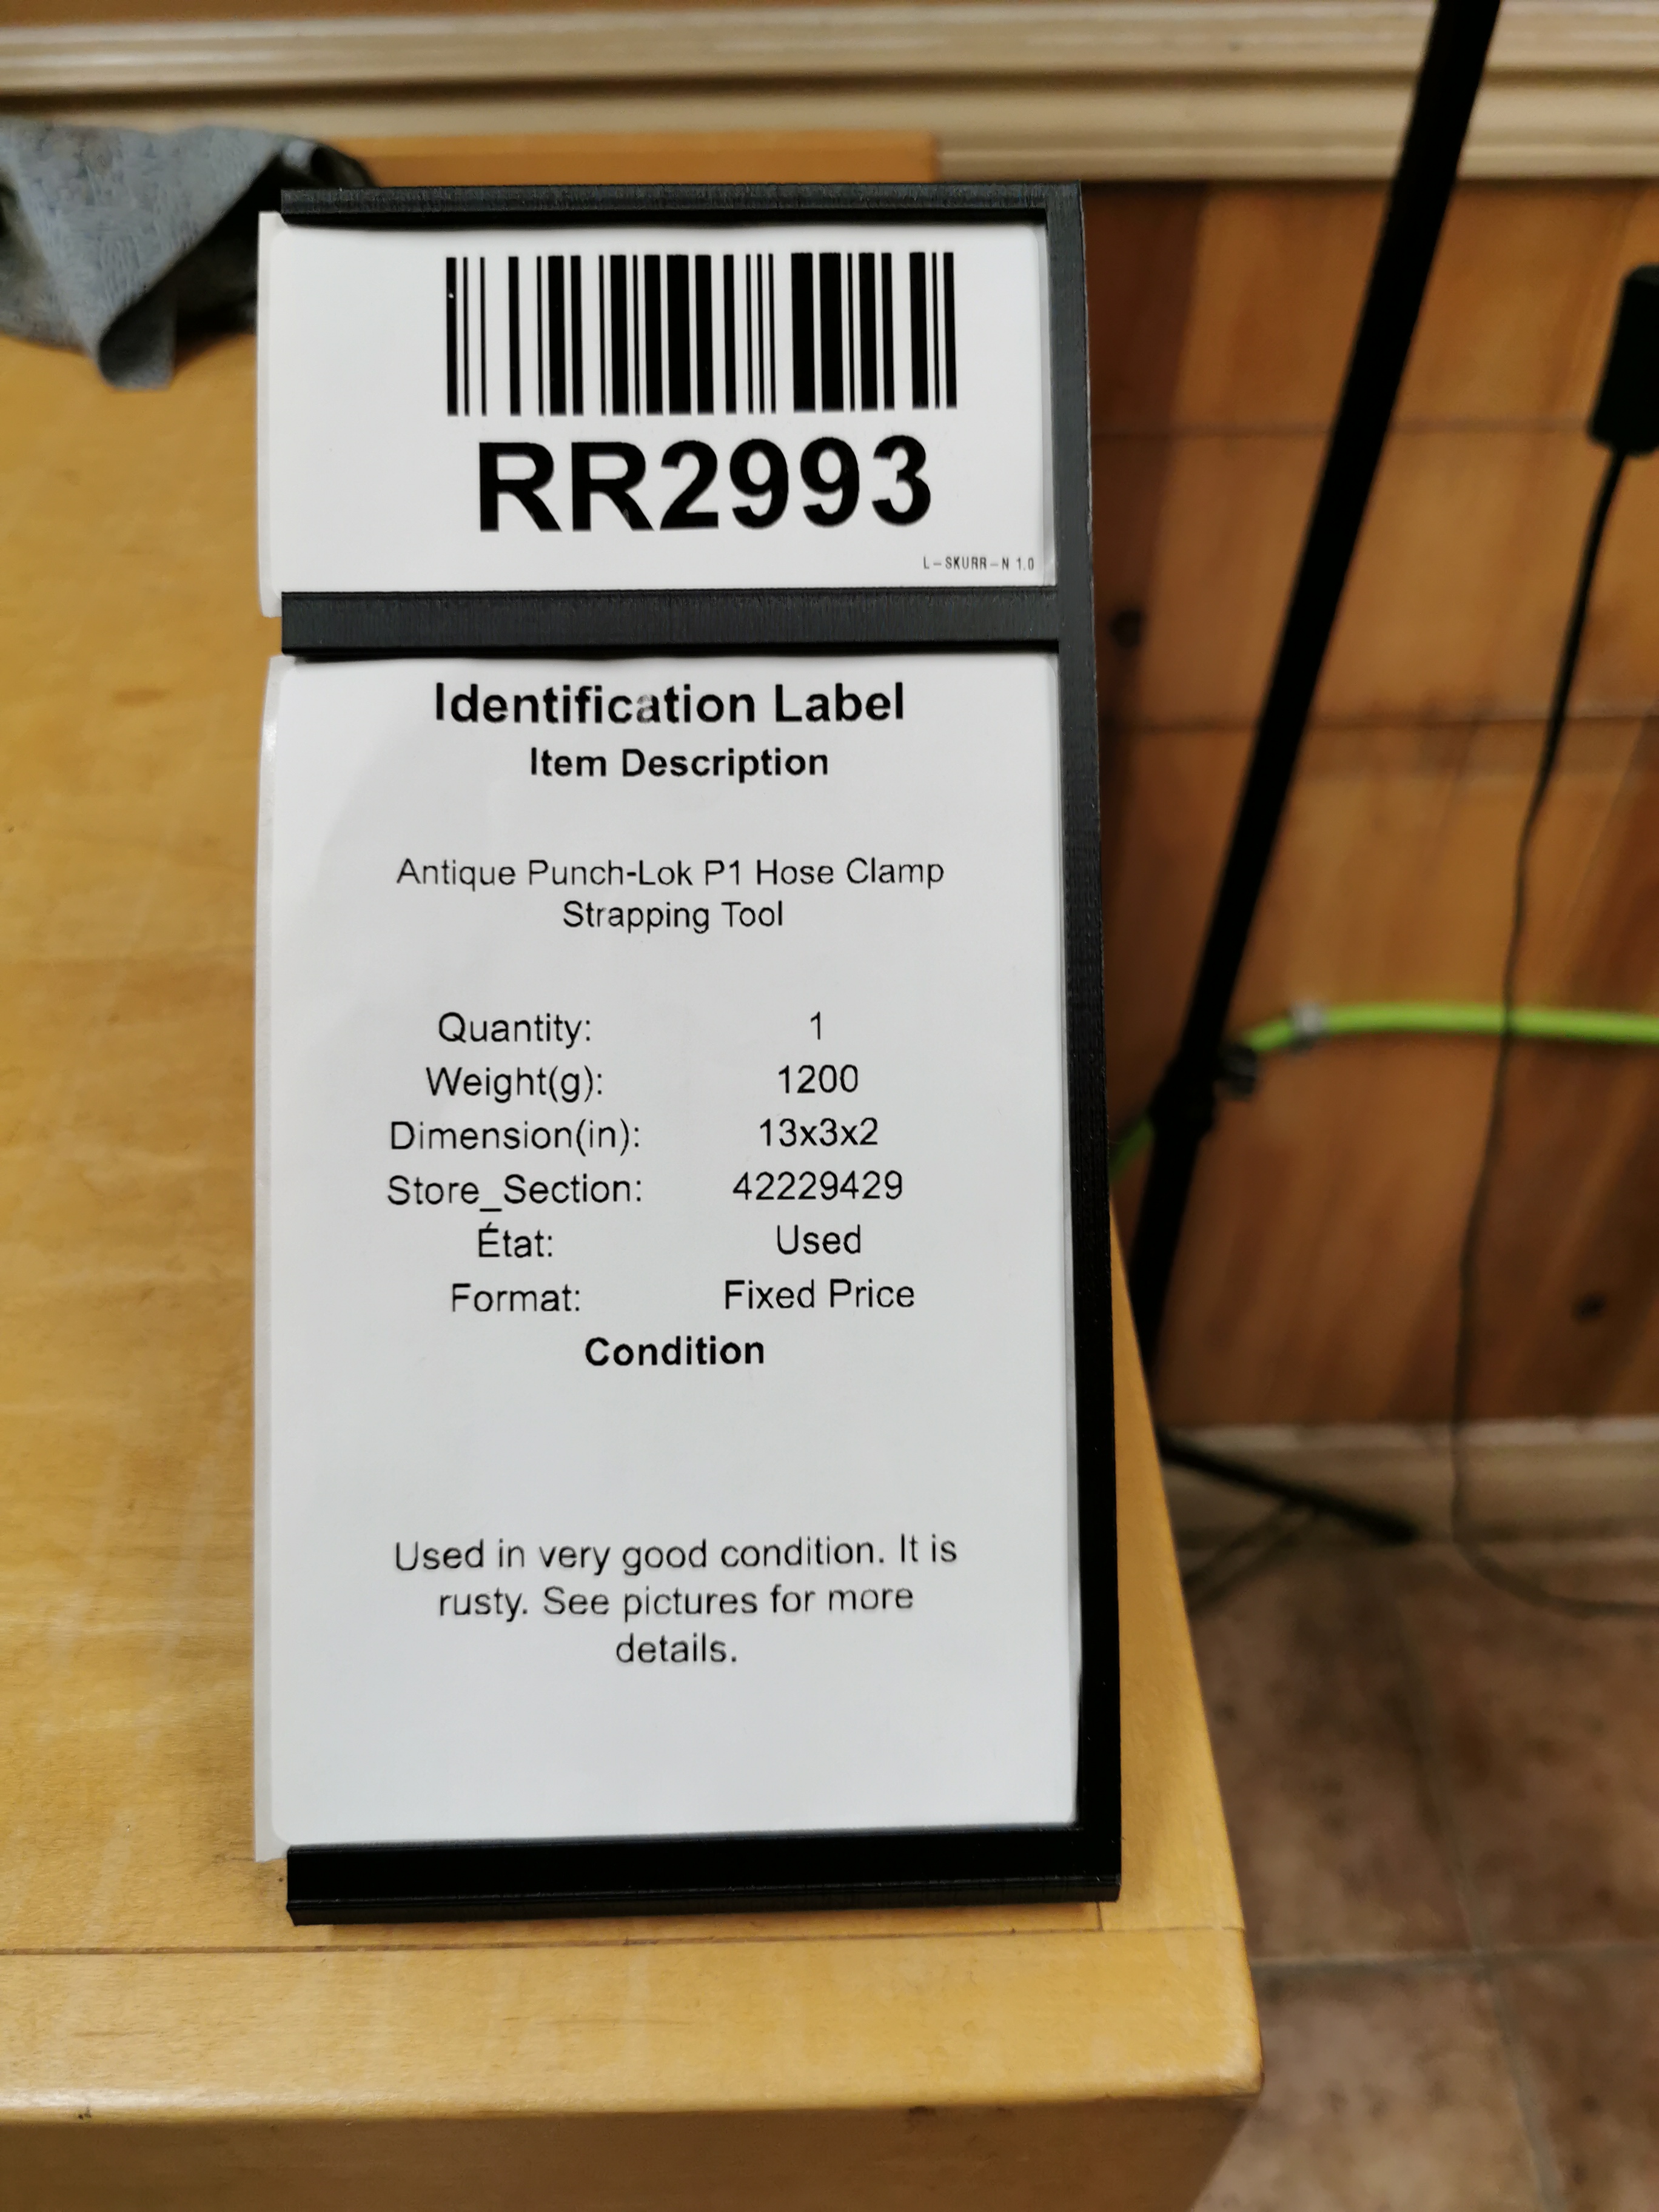 RR2993
L-SKURR-N 1.0
Identification Label
Item Description
Antique Punch-Lok P1 Hose Clamp
Strapping Tool
Quantity: 1
Weight(g): 1200
Dimension(in): 13x3x2
Store_Section: 42229429
État: Used
Format: Fixed Price
Condition
Used in very good condition. It is
rusty. See pictures for more
details.